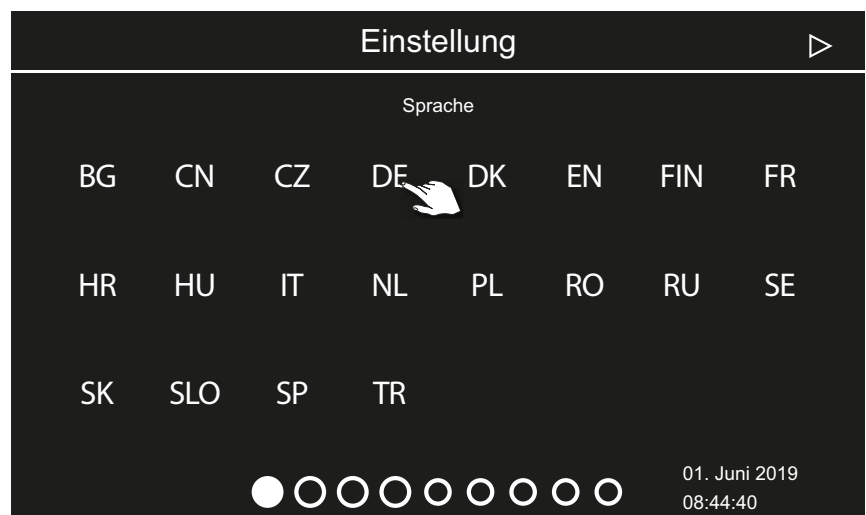 Einstellung
Sprache
BG CN CZ DE DK EN FIN FR
HR HU IT NL PL RO RU SE
SK SLO SP TR
01. Juni 2019
08:44:40